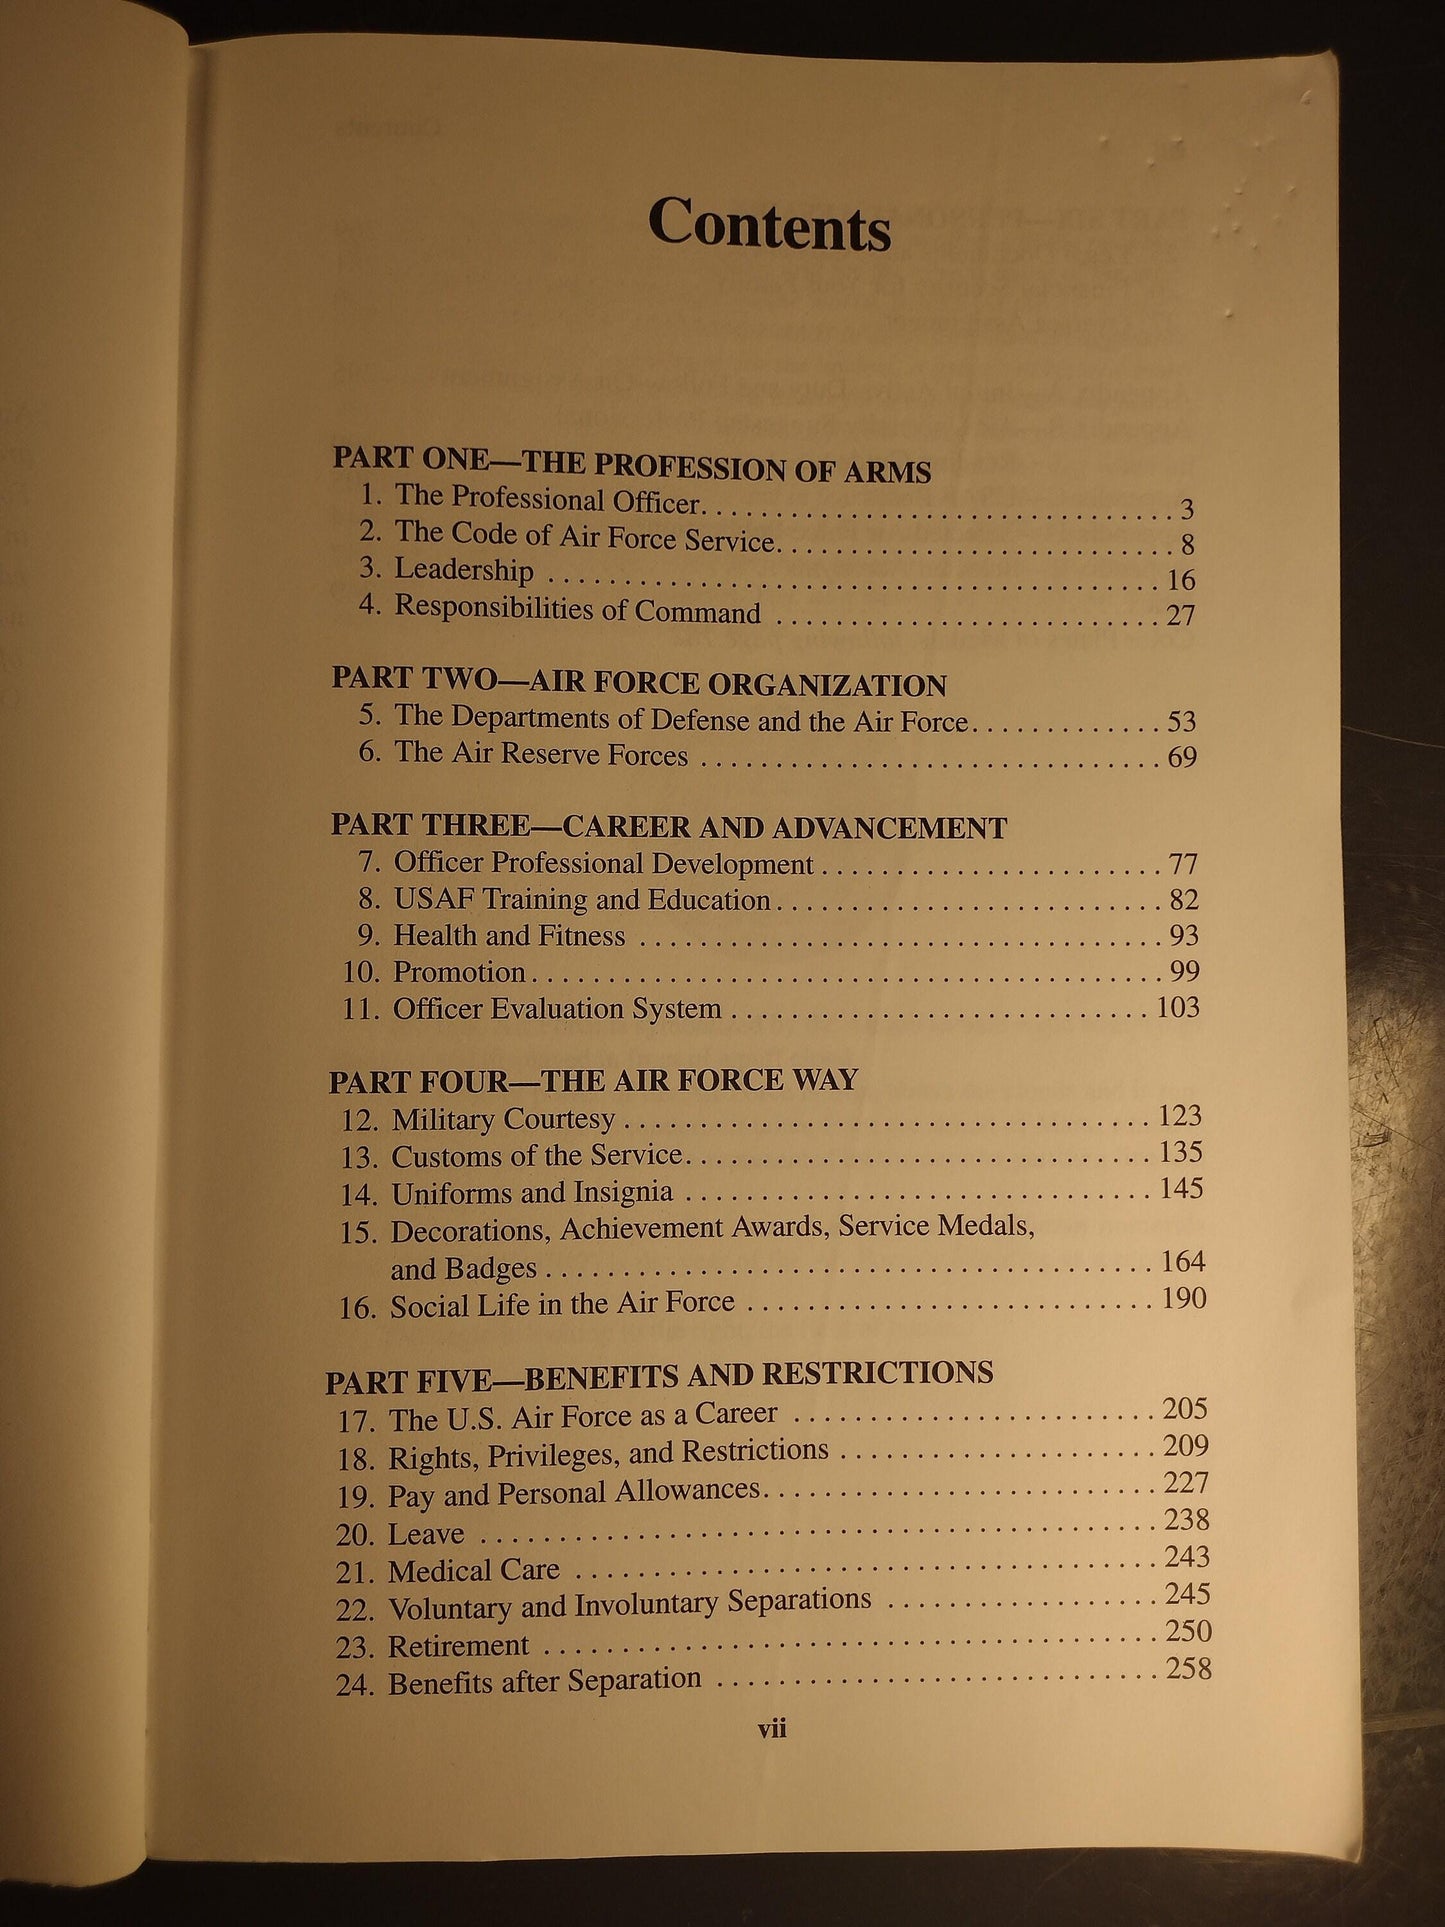 Contents
PART ONE—THE PROFESSION OF ARMS
1. The Professional Officer. . . . . . . . . . . . . . . . . . . . . . . . . . . . . . . 3
2. The Code of Air Force Service. . . . . . . . . . . . . . . . . . . . . . . . . . 8
3. Leadership . . . . . . . . . . . . . . . . . . . . . . . . . . . . . . . . . . . . . . . . 16
4. Responsibilities of Command . . . . . . . . . . . . . . . . . . . . . . . . . . 27
PART TWO—AIR FORCE ORGANIZATION
5. The Departments of Defense and the Air Force. . . . . . . . . . . . . 53
6. The Air Reserve Forces . . . . . . . . . . . . . . . . . . . . . . . . . . . . . . . 69
PART THREE—CAREER AND ADVANCEMENT
7. Officer Professional Development . . . . . . . . . . . . . . . . . . . . . . . 77
8. USAF Training and Education . . . . . . . . . . . . . . . . . . . . . . . . . . 82
9. Health and Fitness . . . . . . . . . . . . . . . . . . . . . . . . . . . . . . . . . . . 93
10. Promotion . . . . . . . . . . . . . . . . . . . . . . . . . . . . . . . . . . . . . . . . . . 99
11. Officer Evaluation System . . . . . . . . . . . . . . . . . . . . . . . . . . . . 103
PART FOUR—THE AIR FORCE WAY
12. Military Courtesy . . . . . . . . . . . . . . . . . . . . . . . . . . . . . . . . . . . 123
13. Customs of the Service. . . . . . . . . . . . . . . . . . . . . . . . . . . . . . . 135
14. Uniforms and Insignia . . . . . . . . . . . . . . . . . . . . . . . . . . . . . . . 145
15. Decorations, Achievement Awards, Service Medals,
and Badges . . . . . . . . . . . . . . . . . . . . . . . . . . . . . . . . . . . . . . . . 164
16. Social Life in the Air Force . . . . . . . . . . . . . . . . . . . . . . . . . . . 190
PART FIVE—BENEFITS AND RESTRICTIONS
17. The U.S. Air Force as a Career . . . . . . . . . . . . . . . . . . . . . . . . 205
18. Rights, Privileges, and Restrictions . . . . . . . . . . . . . . . . . . . . . 209
19. Pay and Personal Allowances. . . . . . . . . . . . . . . . . . . . . . . . . . 227
20. Leave . . . . . . . . . . . . . . . . . . . . . . . . . . . . . . . . . . . . . . . . . . . . 238
21. Medical Care . . . . . . . . . . . . . . . . . . . . . . . . . . . . . . . . . . . . . . 243
22. Voluntary and Involuntary Separations . . . . . . . . . . . . . . . . . . 245
23. Retirement . . . . . . . . . . . . . . . . . . . . . . . . . . . . . . . . . . . . . . . . 250
24. Benefits after Separation . . . . . . . . . . . . . . . . . . . . . . . . . . . . . 258
vii